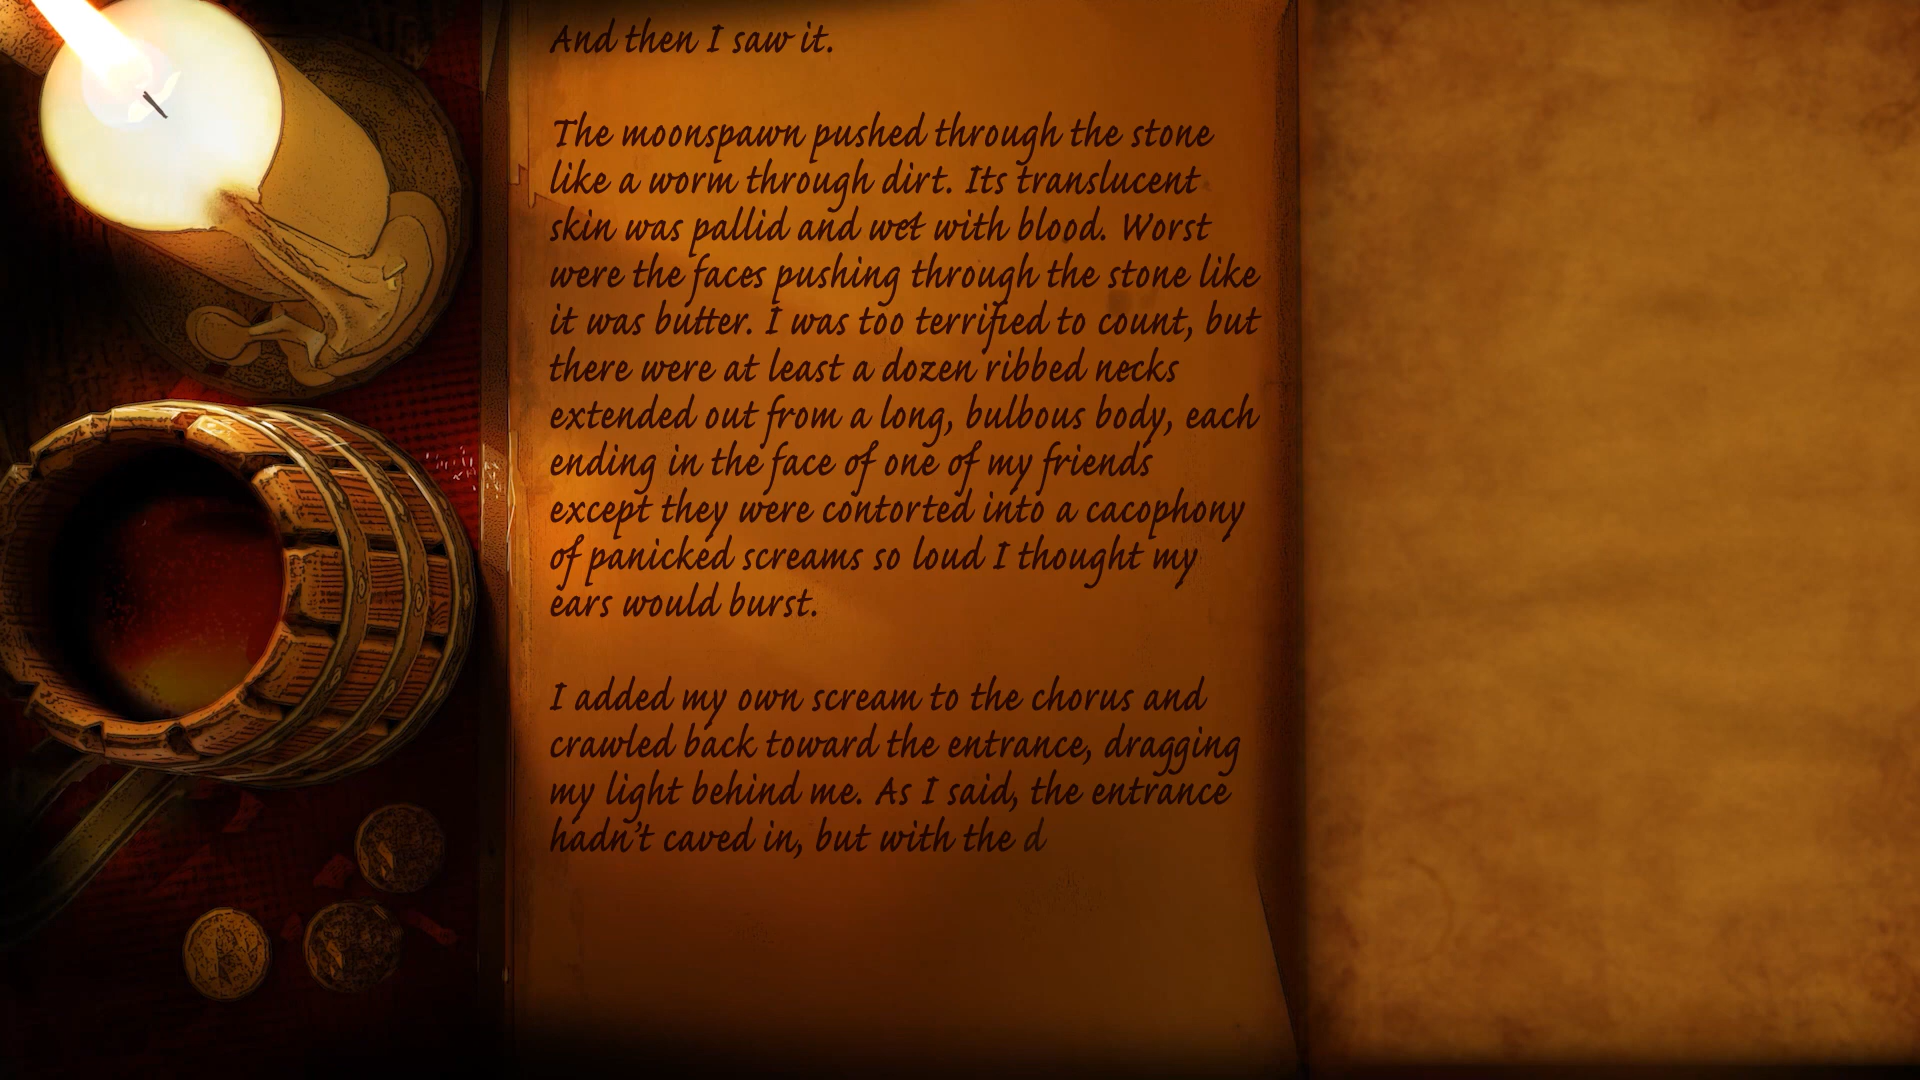 And then I saw it.
The moonspawn pushed through the stone
like a worm through dirt. Its translucent
skin was pallid and wet with blood. Worst
were the faces pushing through the stone like
it was butter. I was too terrified to count, but
there were at least a dozen ribbed necks
extended out from a long, bulbous body, each
ending in the face of one of my friends
except they were contorted into a cacophony
of panicked screams so loud I thought my
ears would burst.
I added my own scream to the chorus and
crawled back toward the entrance, dragging
my light behind me. As I said, the entrance
hadn't caved in, but with the d